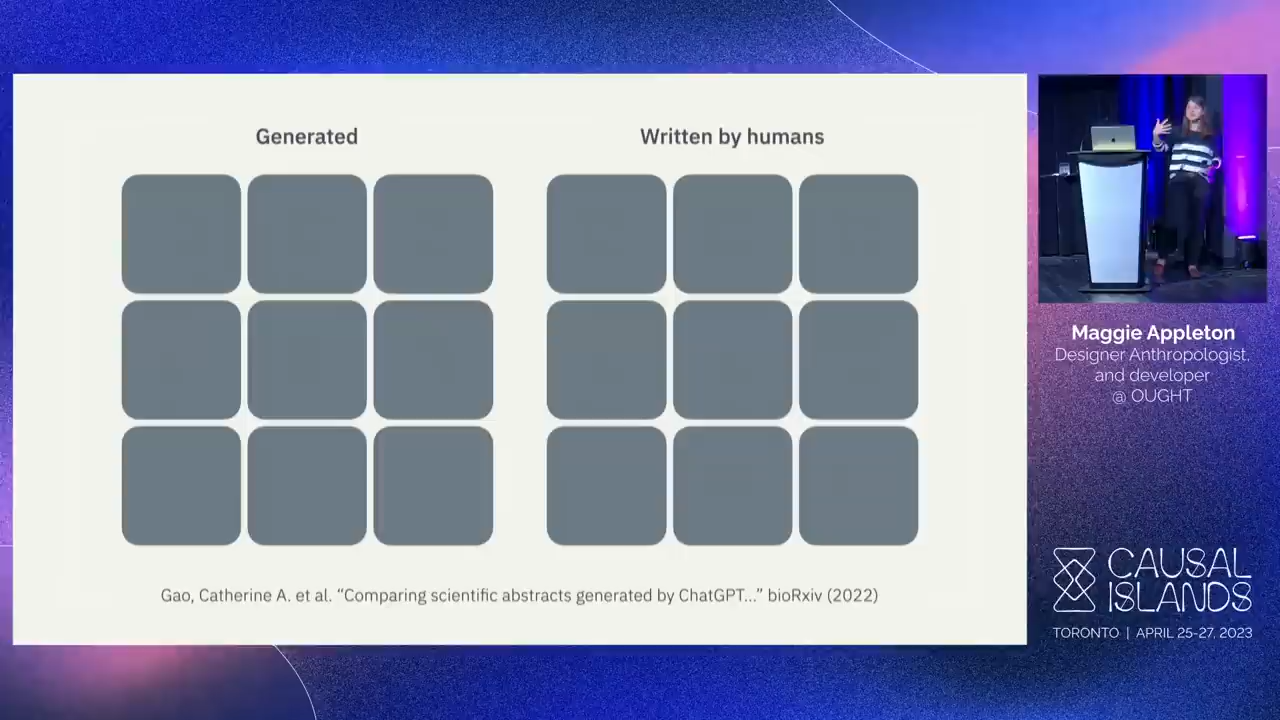 Generated
Written by humans
Gao, Catherine A. et al. “Comparing scientific abstracts generated by ChatGPT...” bioRxiv (2022)
Maggie Appleton
Designer Anthropologist,
and developer
@ OUGHT
CAUSAL
ISLANDS
TORONTO | APRIL 25-27, 2023